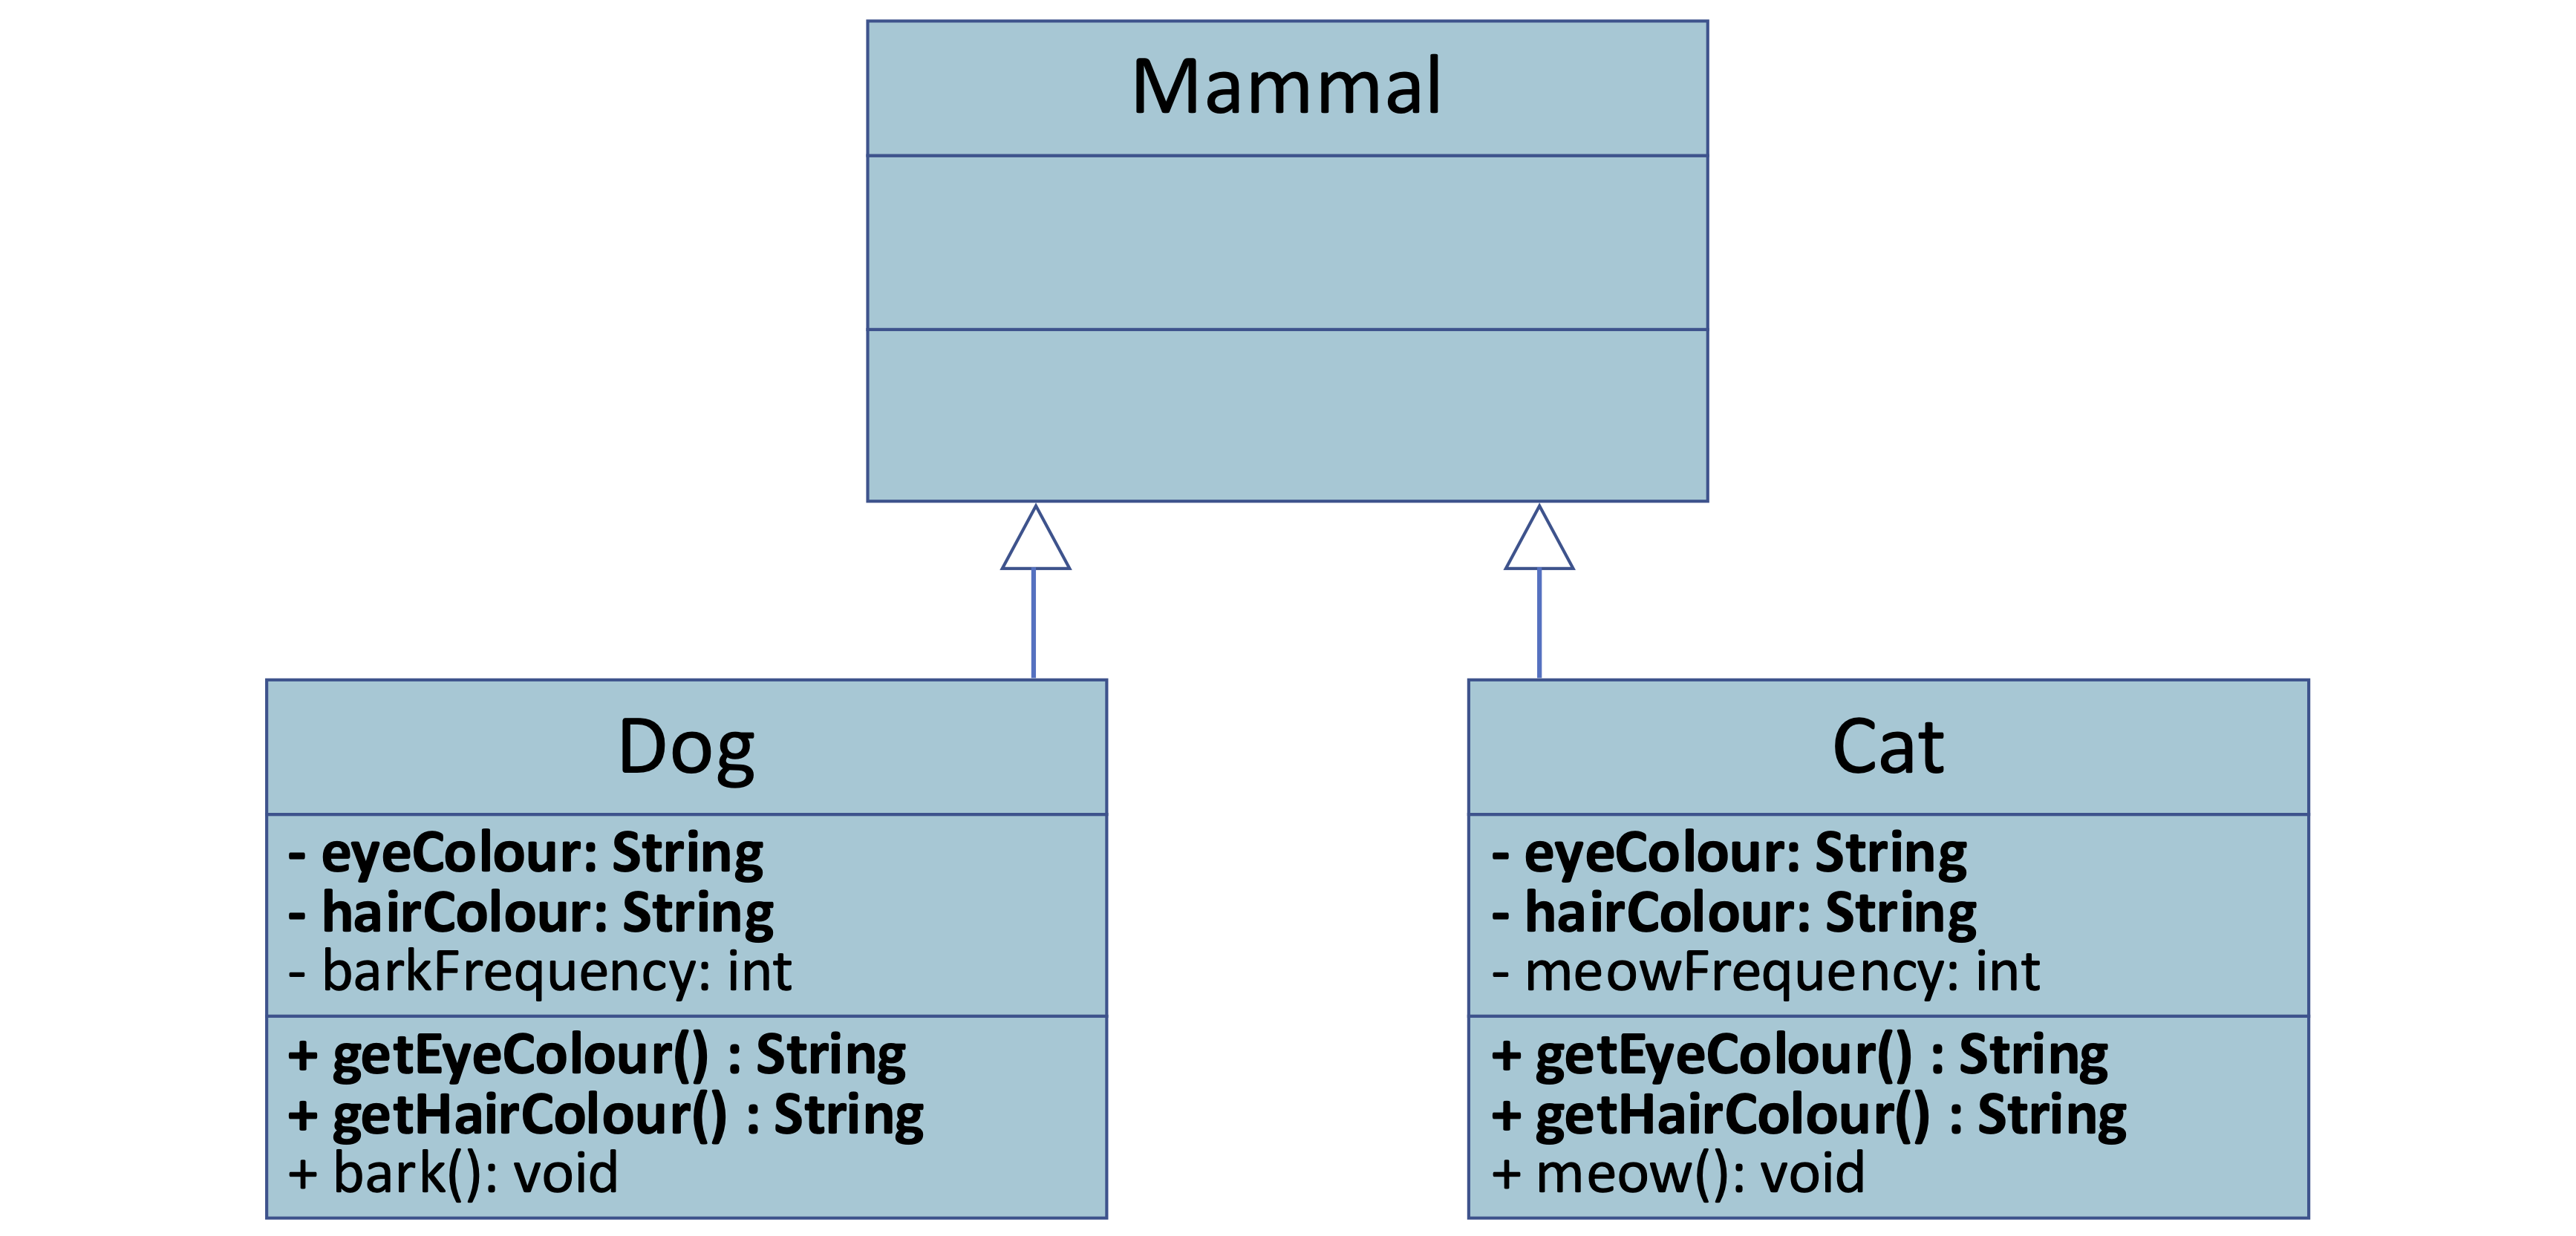 Mammal
Dog
- eyeColour: String
- hairColour: String
- barkFrequency: int
+ getEyeColour() : String
+ getHairColour() : String
+ bark(): void
Cat
- eyeColour: String
- hairColour: String
- meowFrequency: int
+ getEyeColour() : String
+ getHairColour() : String
+ meow(): void